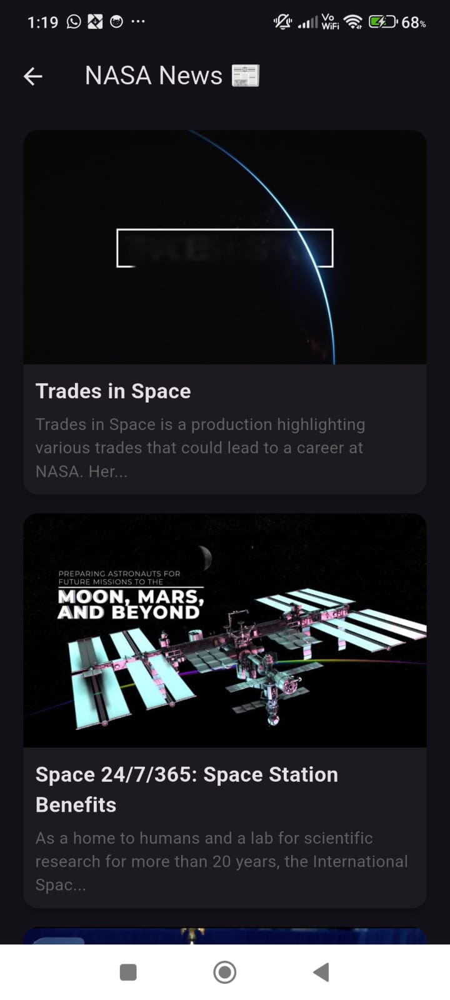 1:19
Vo
WiFi
68%
NASA News
Trades in Space
Trades in Space is a production highlighting
various trades that could lead to a career at
NASA. Her...
PREPARING ASTRONAUTS FOR
FUTURE MISSIONS TO THE
MOON, MARS,
AND BEYOND
Space 24/7/365: Space Station
Benefits
As a home to humans and a lab for scientific
research for more than 20 years, the International
Spac...